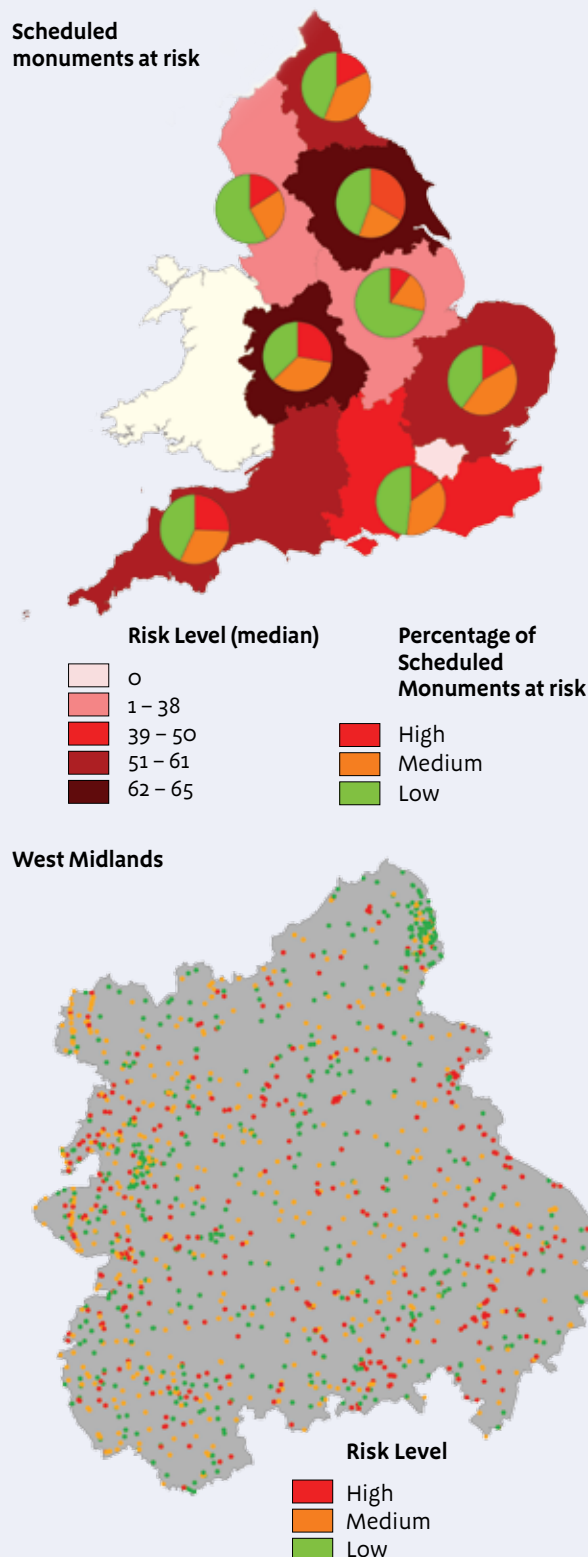 Scheduled
monuments at risk
Risk Level (median)
0
1 – 38
39 – 50
51 – 61
62 – 65
Percentage of
Scheduled
Monuments at risk
High
Medium
Low
West Midlands
Risk Level
High
Medium
Low